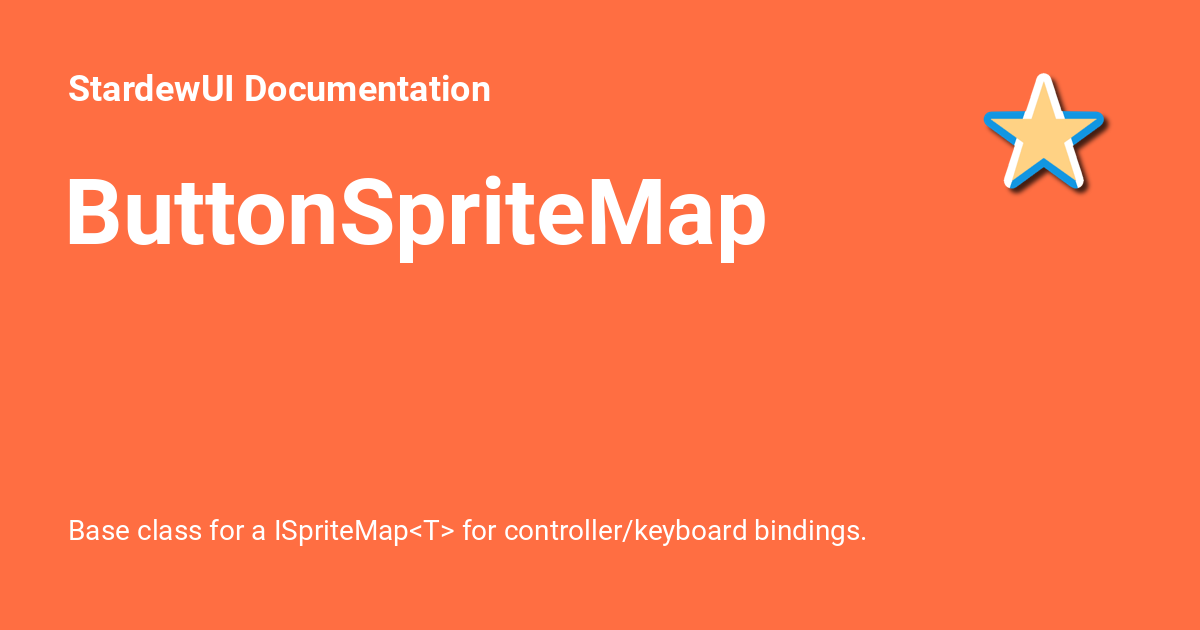 StardewUI Documentation
ButtonSpriteMap
Base class for a ISpriteMap<T> for controller/keyboard bindings.